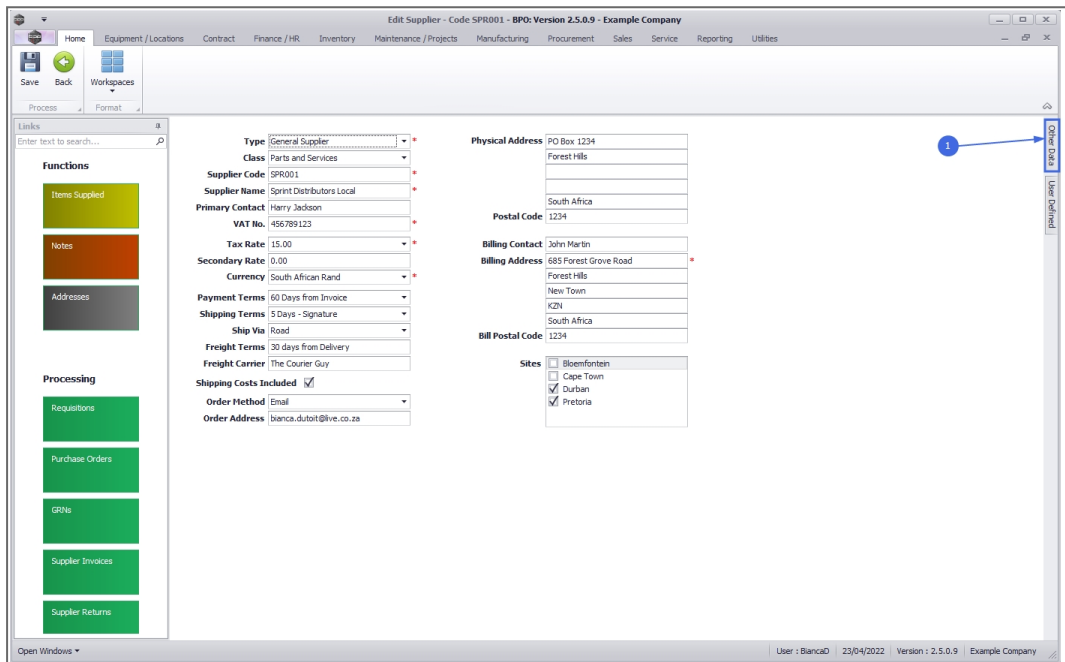 Edit Supplier - Code SPR001 - BPO: Version 2.5.0.9 - Example Company
Home Equipment / Locations Contract Finance / HR Inventory Maintenance / Projects Manufacturing Procurement Sales Service Reporting Utilities
Save Back Workspaces
Process Format
Links
Enter text to search...
Functions
Items Supplied
Notes
Addresses
Processing
Requisitions
Purchase Orders
GRNs
Supplier Invoices
Supplier Returns
Type General Supplier *
Class Parts and Services
Supplier Code SPR001 *
Supplier Name Sprint Distributors Local *
Primary Contact Harry Jackson
VAT No. 456789123 *
Tax Rate 15.00 *
Secondary Rate 0.00
Currency South African Rand *
Payment Terms 60 Days from Invoice
Shipping Terms 5 Days - Signature
Ship Via Road
Freight Terms 30 days from Delivery
Freight Carrier The Courier Guy
Shipping Costs Included
Order Method Email
Order Address bianca.dutoit@live.co.za
Physical Address PO Box 1234
Forest Hills
South Africa
Postal Code 1234
Billing Contact John Martin
Billing Address 685 Forest Grove Road *
Forest Hills
New Town
KZN
South Africa
Bill Postal Code 1234
Sites Bloemfontein
Cape Town
Durban
Pretoria
1
Other Data
User Defined
Open Windows
User : BiancaD 23/04/2022 Version : 2.5.0.9 Example Company